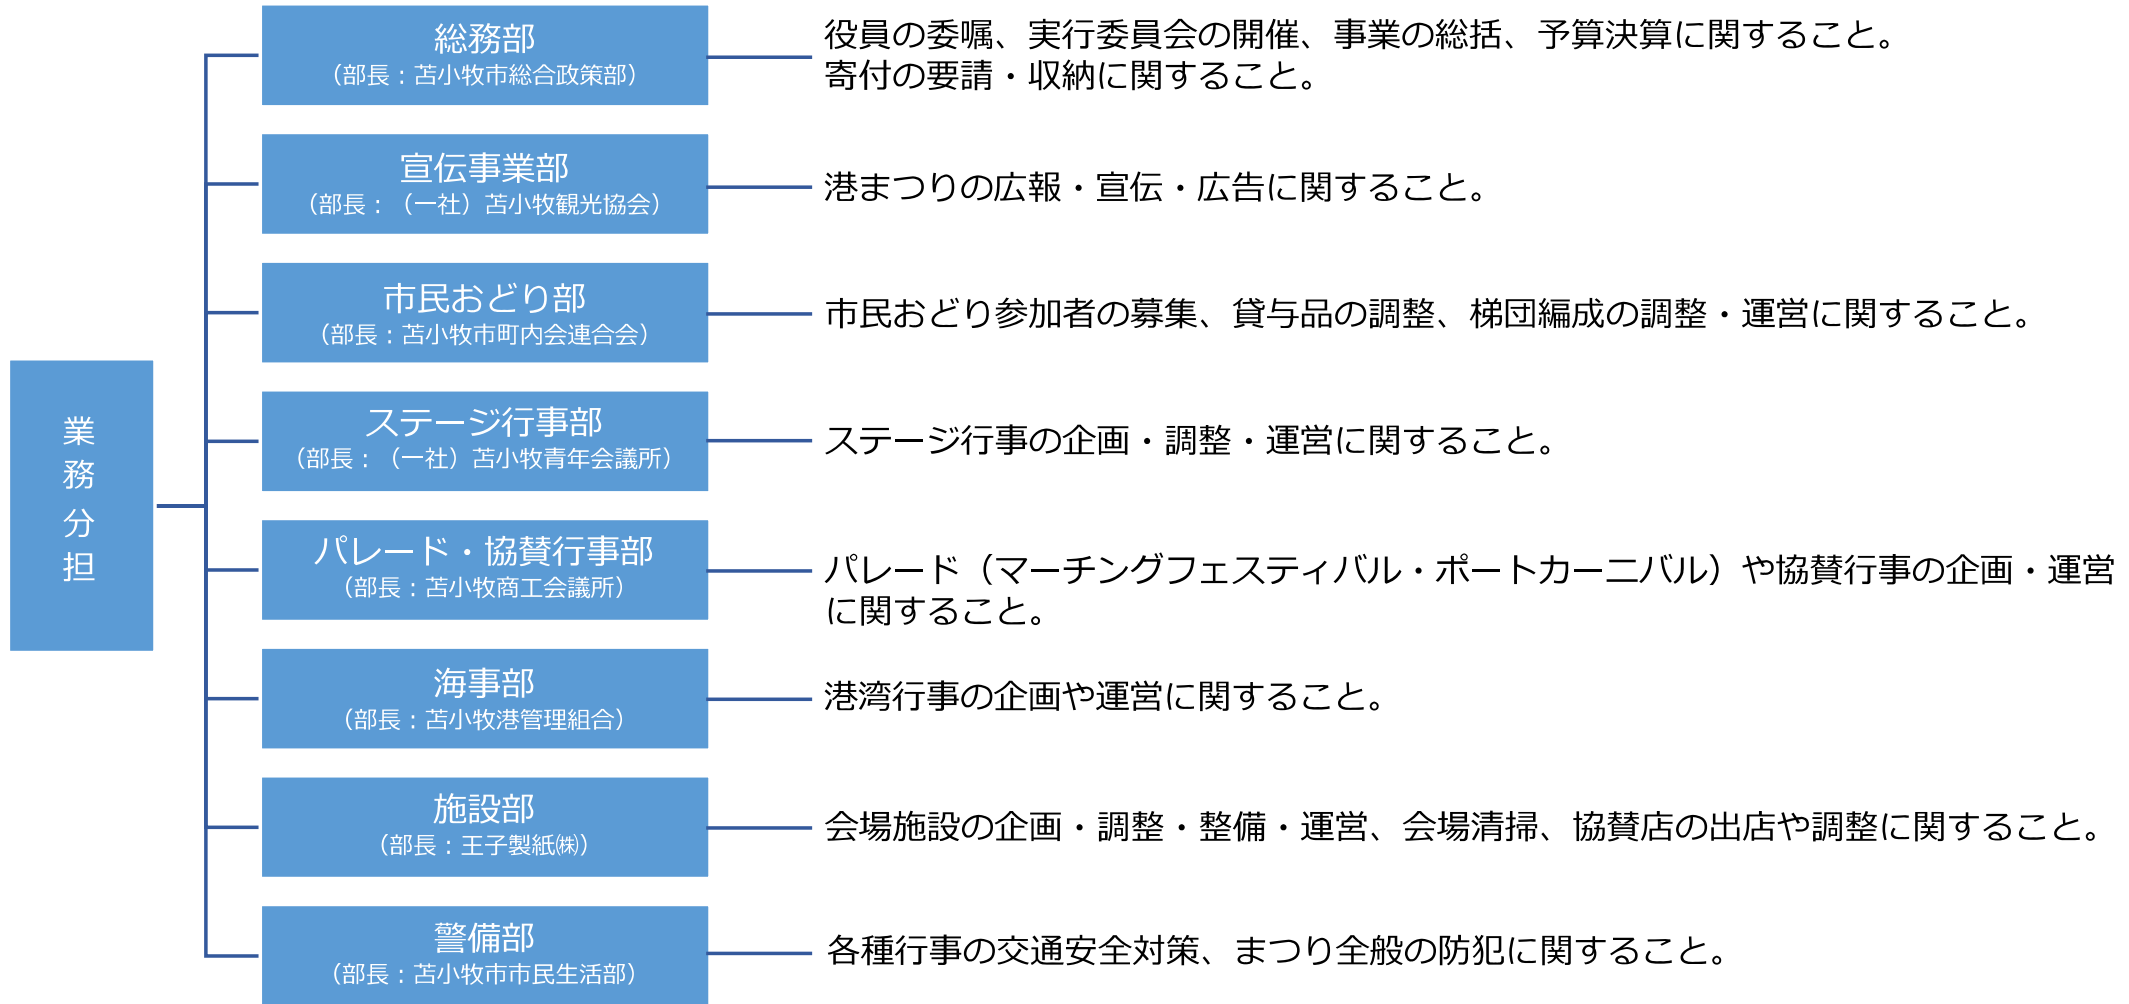 業務分担
総務部
（部長：苫小牧市総合政策部）
役員の委嘱、実行委員会の開催、事業の総括、予算決算に関すること。
寄付の要請・収納に関すること。
宣伝事業部
（部長：（一社）苫小牧観光協会）
港まつりの広報・宣伝・広告に関すること。
市民おどり部
（部長：苫小牧市町内会連合会）
市民おどり参加者の募集、貸与品の調整、梯団編成の調整・運営に関すること。
ステージ行事部
（部長：（一社）苫小牧青年会議所）
ステージ行事の企画・調整・運営に関すること。
パレード・協賛行事部
（部長：苫小牧商工会議所）
パレード（マーチングフェスティバル・ポートカーニバル）や協賛行事の企画・運営
に関すること。
海事部
（部長：苫小牧港管理組合）
港湾行事の企画や運営に関すること。
施設部
（部長：王子製紙㈱）
会場施設の企画・調整・整備・運営、会場清掃、協賛店の出店や調整に関すること。
警備部
（部長：苫小牧市市民生活部）
各種行事の交通安全対策、まつり全般の防犯に関すること。